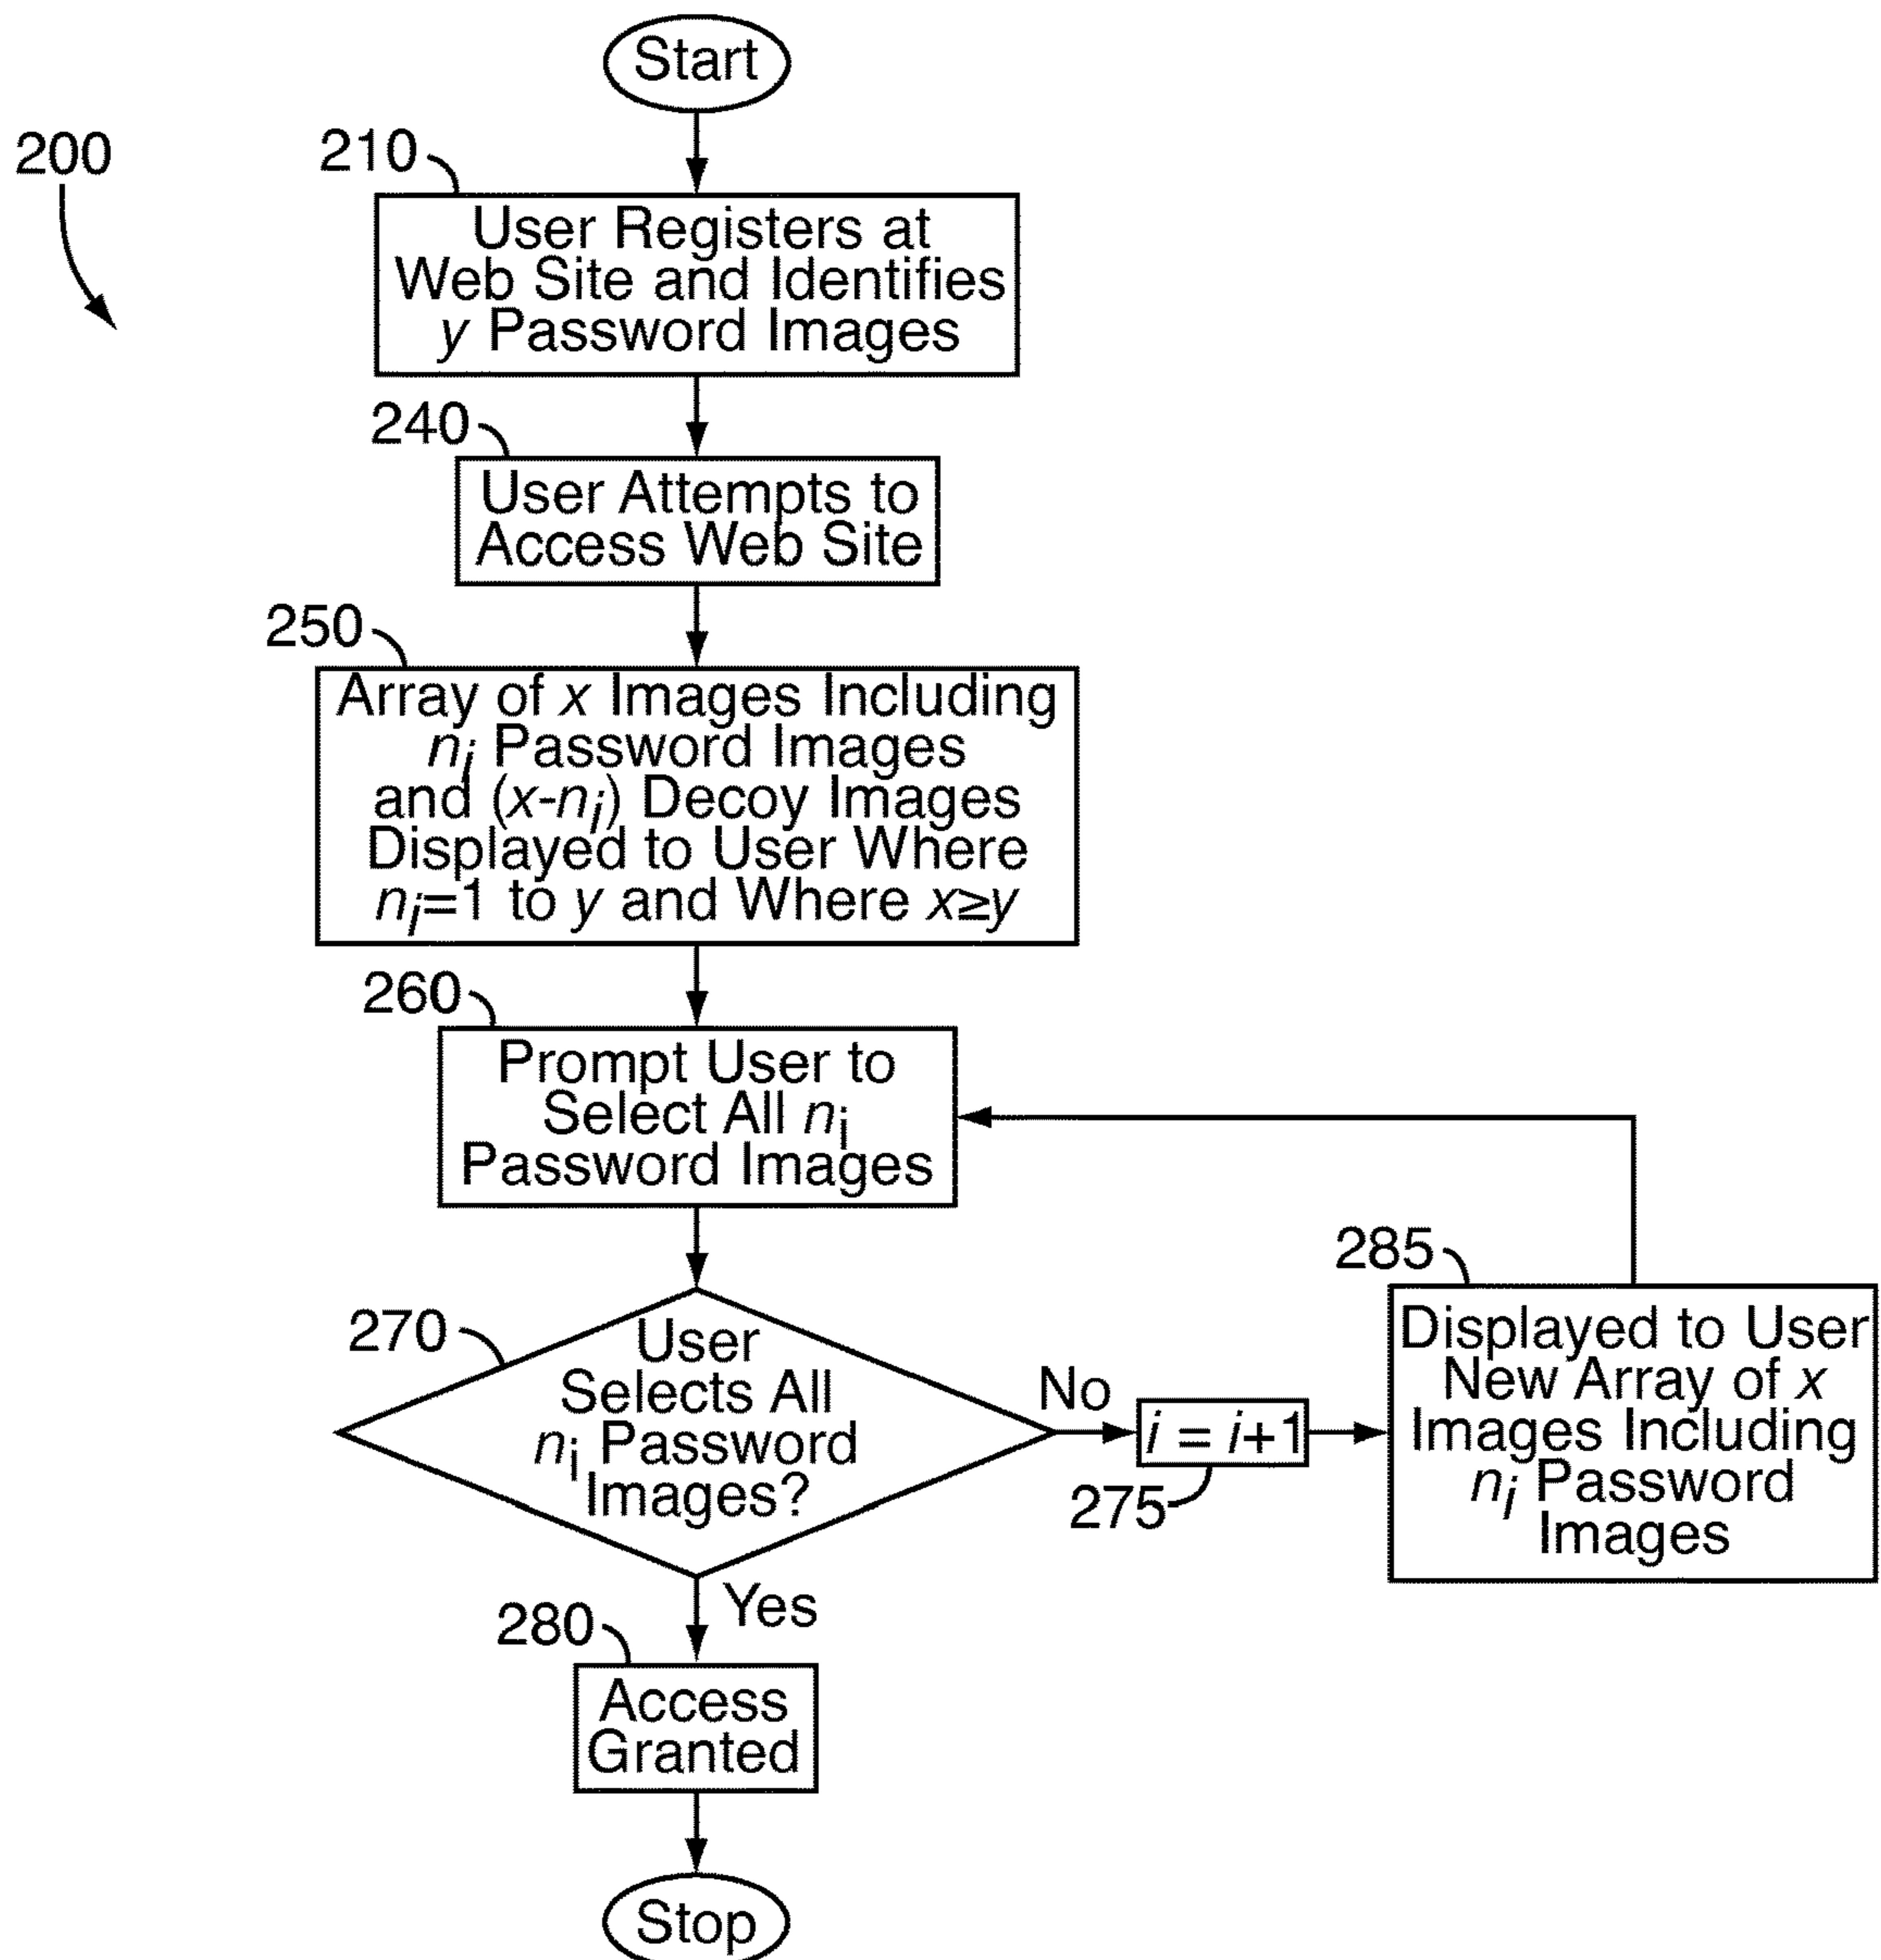 Start
200
210
User Registers at
Web Site and Identifies
y Password Images
240
User Attempts to
Access Web Site
250
Array of x Images Including
nᵢ Password Images
and (x-nᵢ) Decoy Images
Displayed to User Where
nᵢ=1 to y and Where x≥y
260
Prompt User to
Select All nᵢ
Password Images
270
User
Selects All
nᵢ Password
Images?
No
i = i+1
275
285
Displayed to User
New Array of x
Images Including
nᵢ Password
Images
Yes
280
Access
Granted
Stop